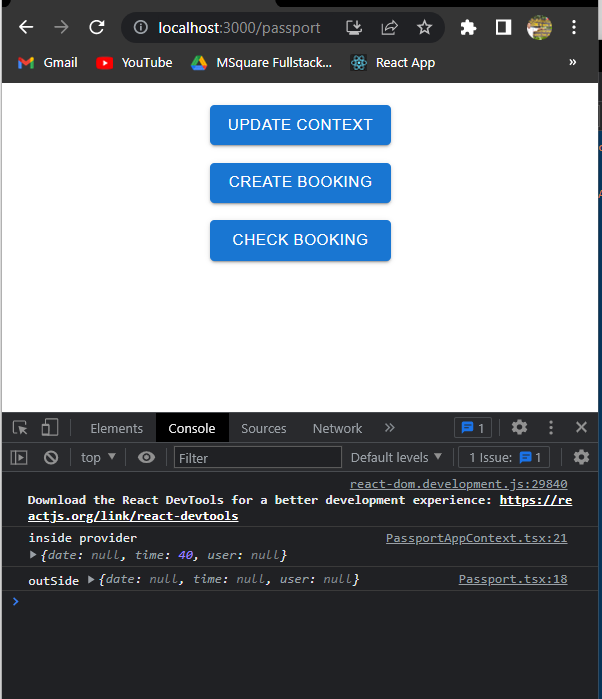 localhost:3000/passport
Gmail YouTube MSquare Fullstack... React App »
UPDATE CONTEXT
CREATE BOOKING
CHECK BOOKING
Elements Console Sources Network » 1
top Filter Default levels 1 Issue: 1
react-dom.development.js:29840
Download the React DevTools for a better development experience: https://re
actjs.org/link/react-devtools
inside provider PassportAppContext.tsx:21
{date: null, time: 40, user: null}
outSide {date: null, time: null, user: null} Passport.tsx:18